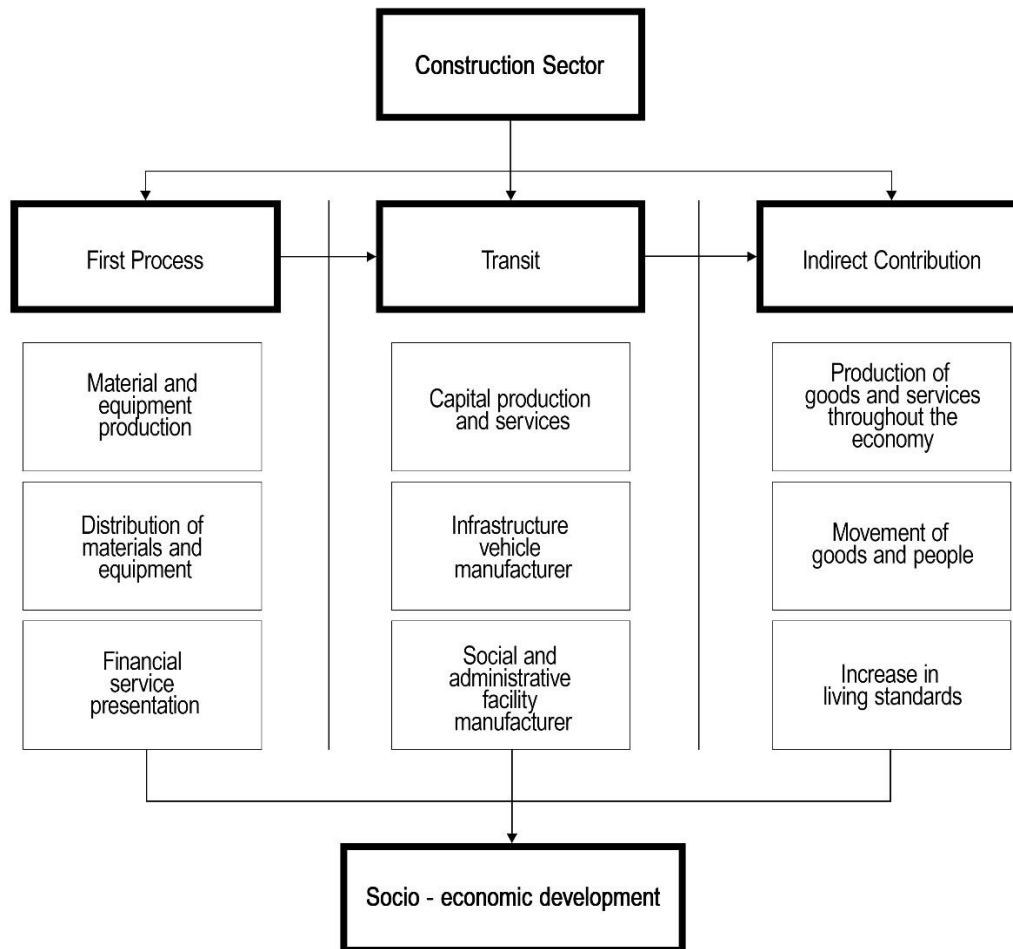 Construction Sector
First Process
Transit
Indirect Contribution
Material and
equipment
production
Capital production
and services
Production of
goods and services
throughout the
economy
Distribution of
materials and
equipment
Infrastructure
vehicle
manufacturer
Movement of
goods and people
Financial
service
presentation
Social and
administrative
facility
manufacturer
Increase in
living standards
Socio - economic development